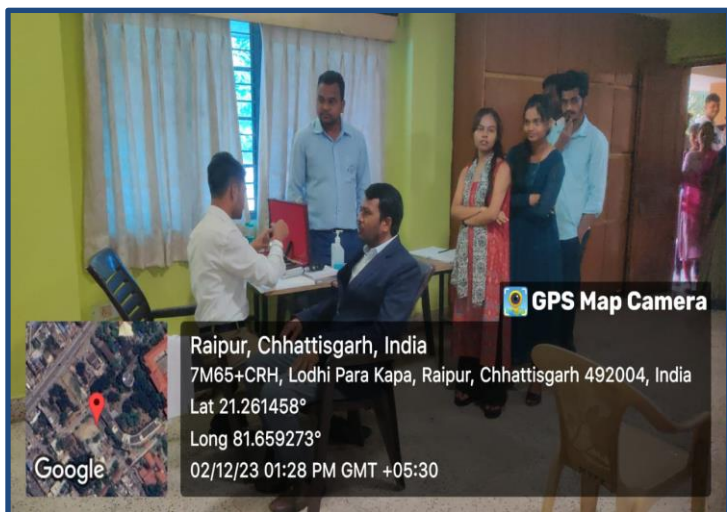 GPS Map Camera
Raipur, Chhattisgarh, India
7M65+CRH, Lodhi Para Kapa, Raipur, Chhattisgarh 492004, India
Lat 21.261458°
Long 81.659273°
02/12/23 01:28 PM GMT +05:30
Google